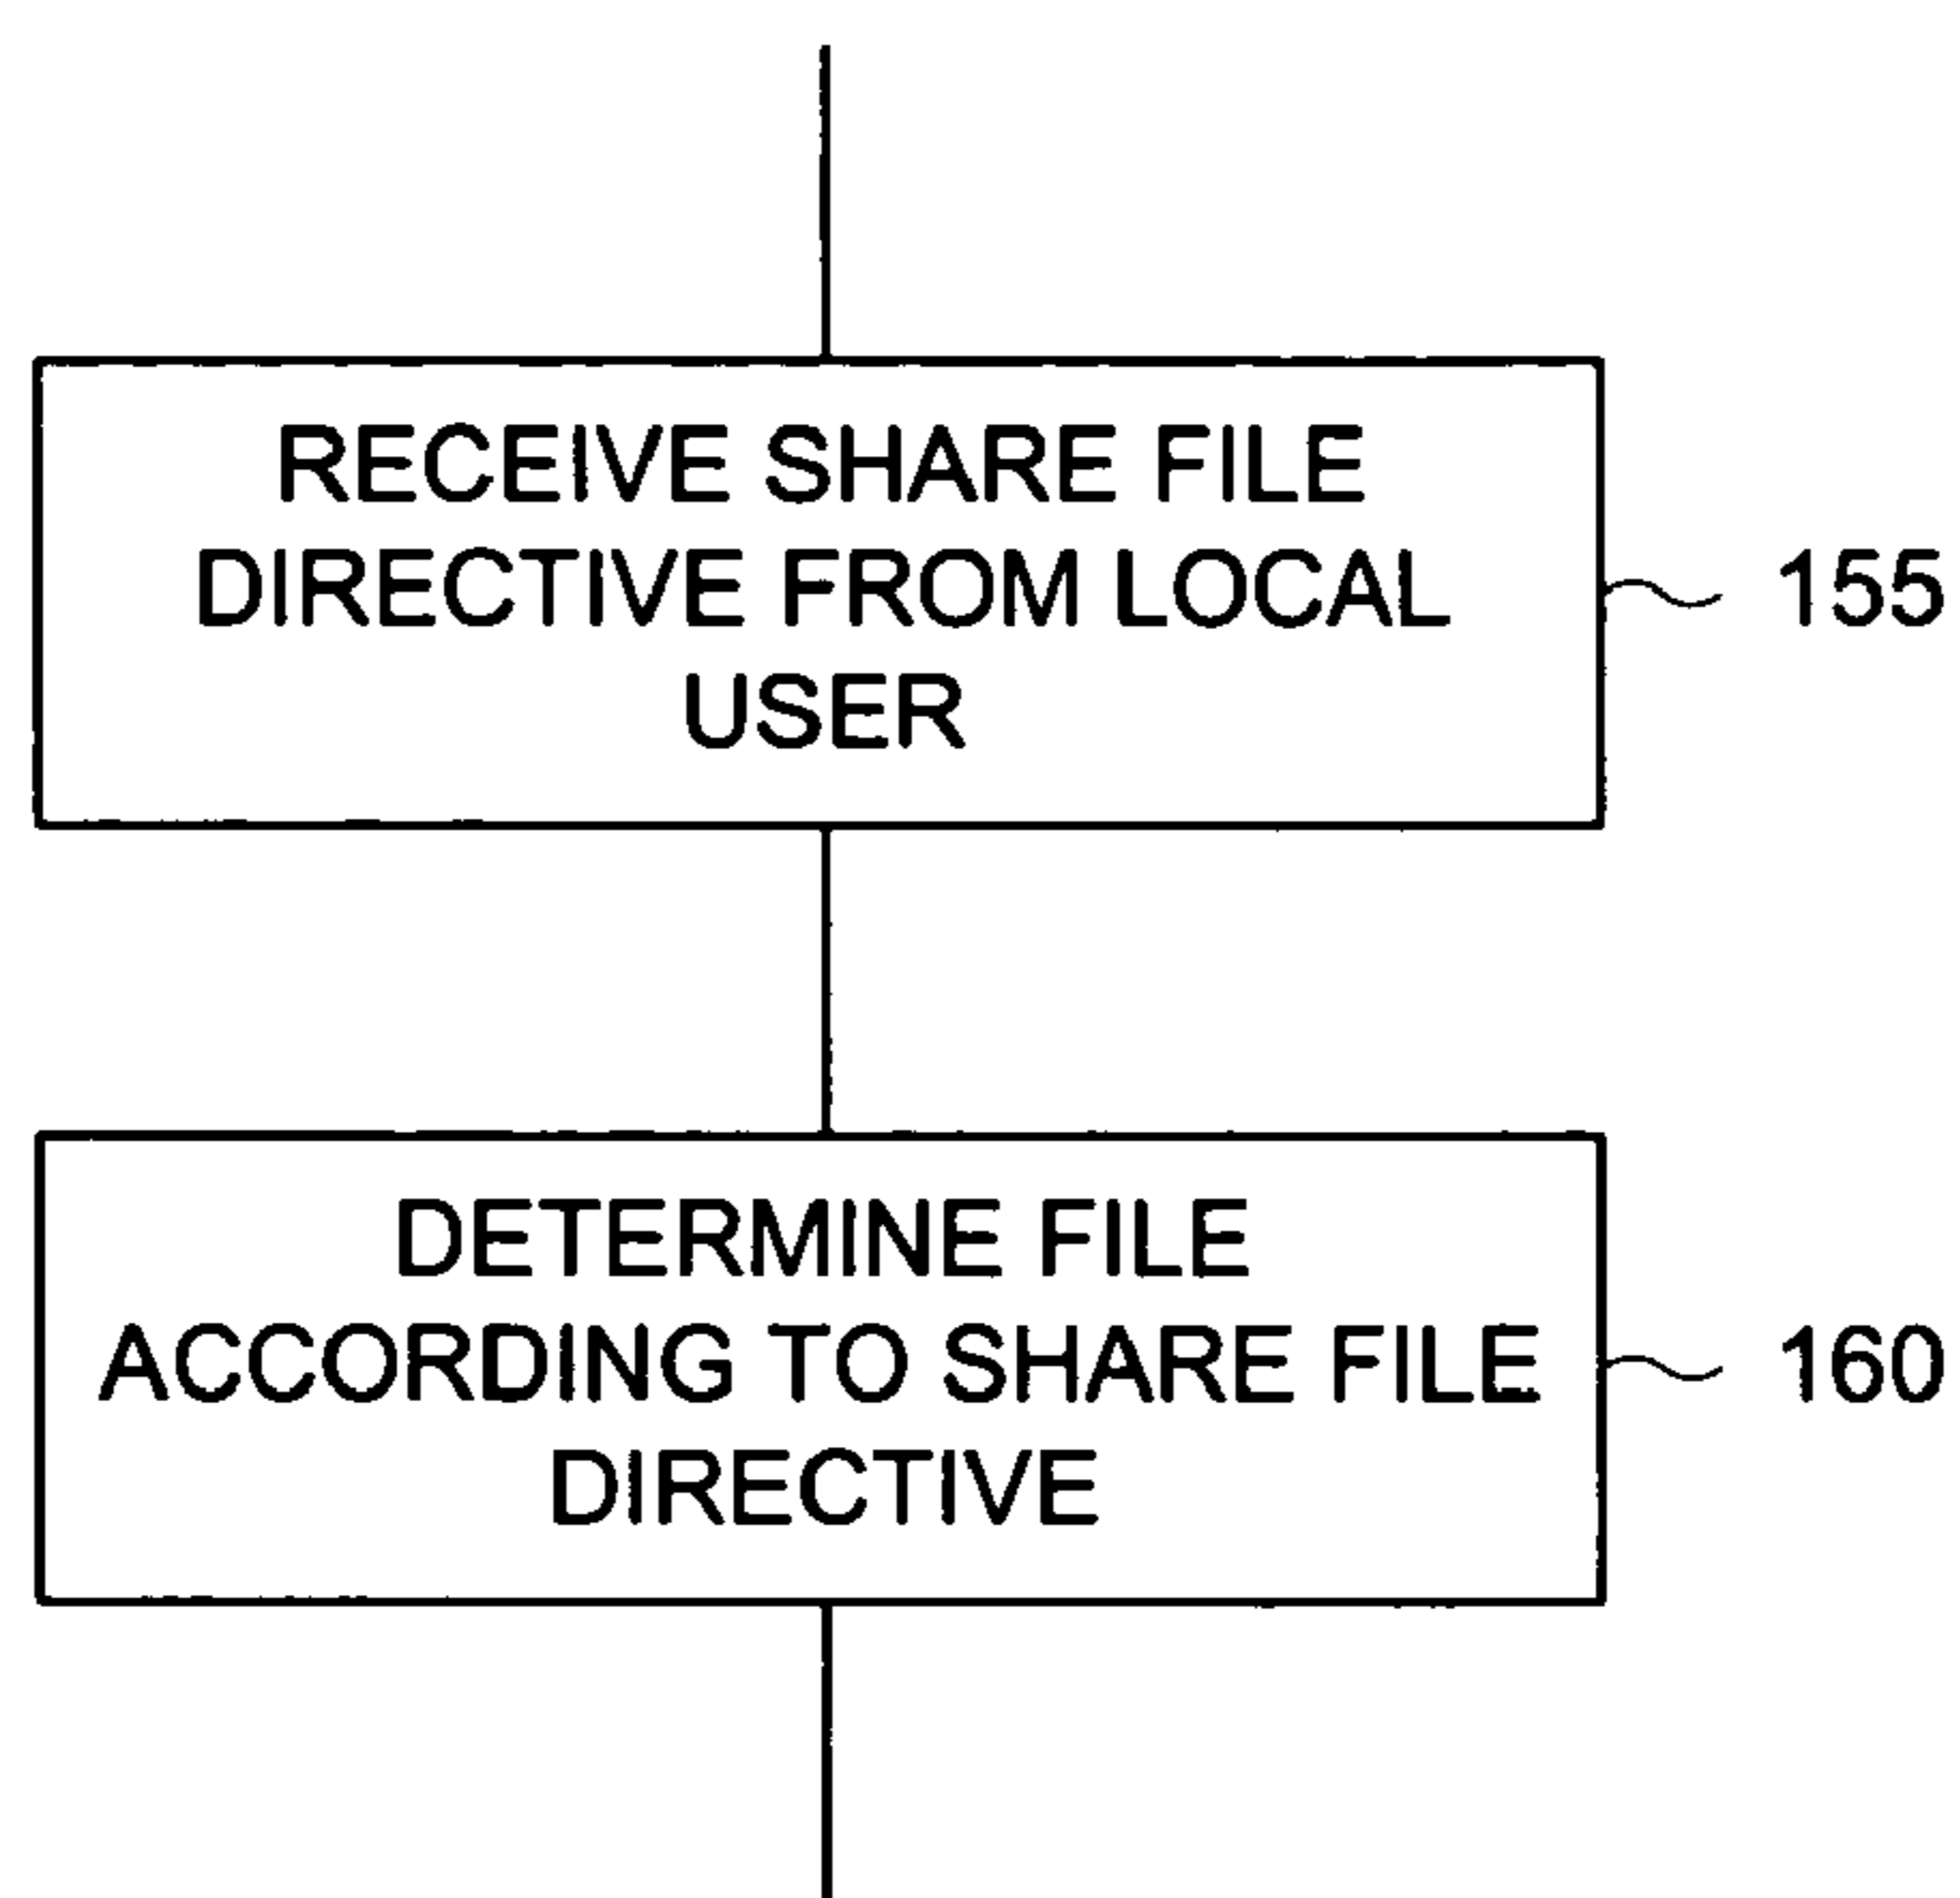 RECEIVE SHARE FILE
DIRECTIVE FROM LOCAL
USER
155
DETERMINE FILE
ACCORDING TO SHARE FILE
DIRECTIVE
160